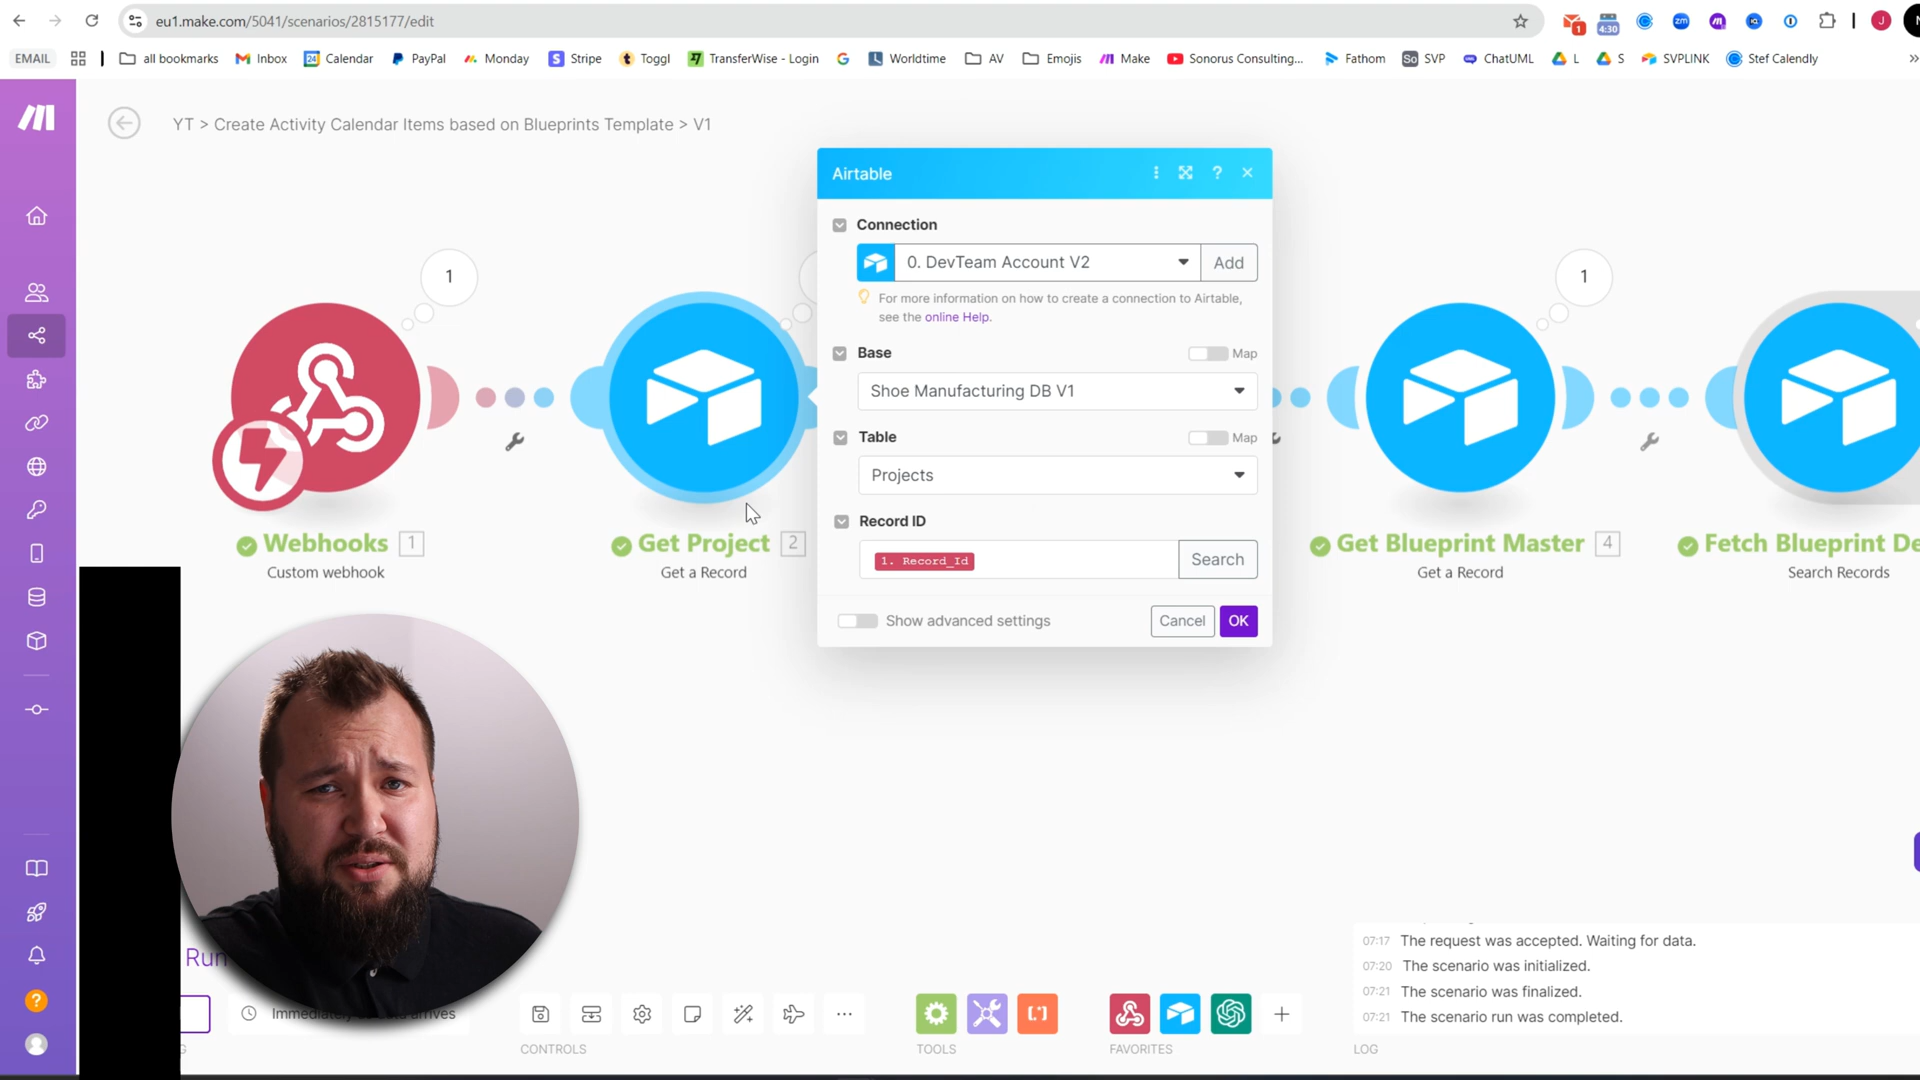 eu1.make.com/5041/scenarios/2815177/edit
1
4:30
J
EMAIL
all bookmarks
Inbox
Calendar
PayPal
Monday
Stripe
Toggl
TransferWise - Login
Worldtime
AV
Emojis
Make
Sonorus Consulting...
Fathom
SVP
ChatUML
L
S
SVPLINK
Stef Calendly
YT > Create Activity Calendar Items based on Blueprints Template > V1
Airtable
Connection
0. DevTeam Account V2
Add
For more information on how to create a connection to Airtable,
see the online Help.
Base
Map
Shoe Manufacturing DB V1
Table
Map
Projects
Record ID
1. Record_Id
Search
Show advanced settings
Cancel
OK
1
1
Webhooks 1
Custom webhook
Get Project 2
Get a Record
Get Blueprint Master 4
Get a Record
Fetch Blueprint De
Search Records
Run
Immediately as data arrives
CONTROLS
TOOLS
FAVORITES
LOG
07:17 The request was accepted. Waiting for data.
07:20 The scenario was initialized.
07:21 The scenario was finalized.
07:21 The scenario run was completed.